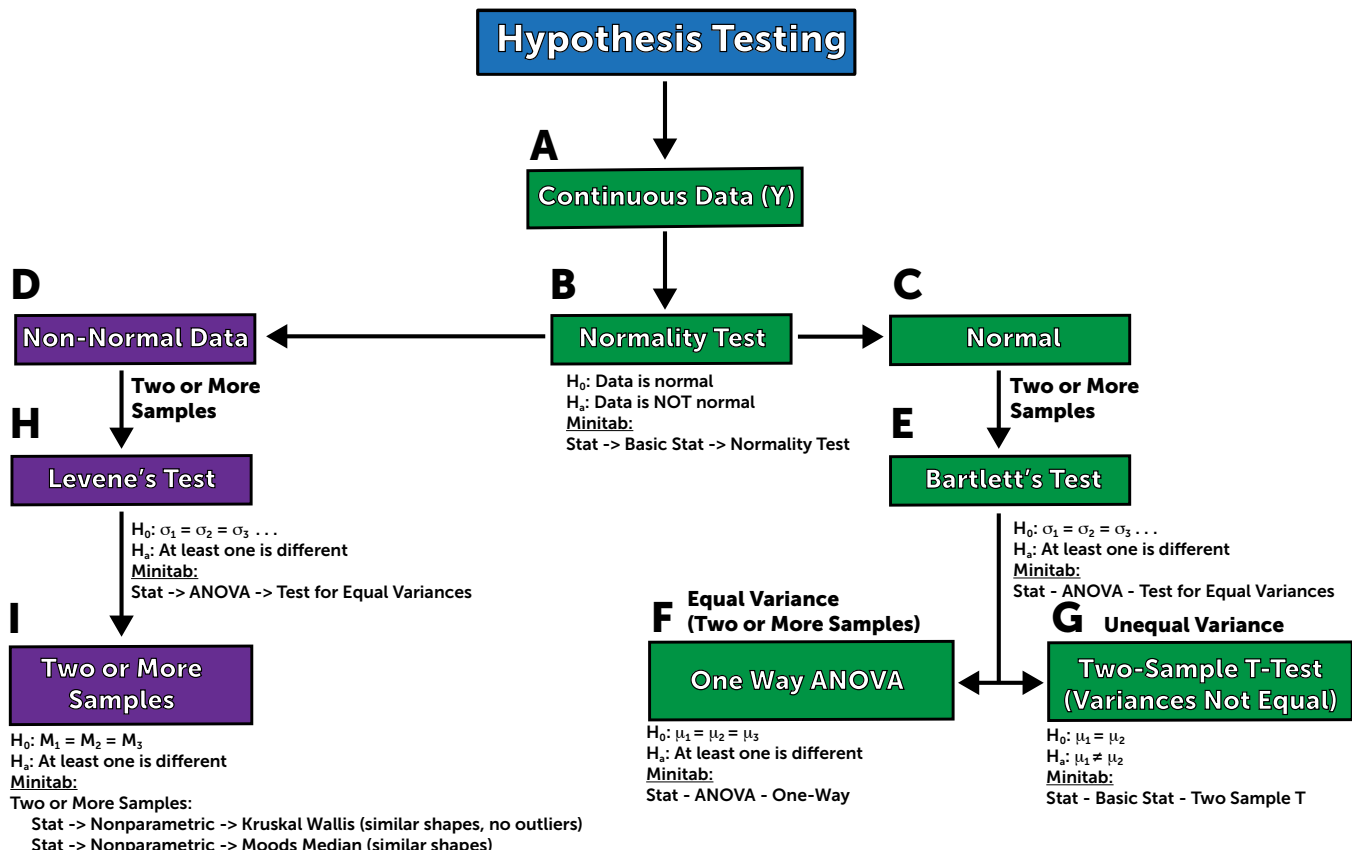 Hypothesis Testing
A
Continuous Data (Y)
D
B
C
Non-Normal Data
Normality Test
Normal
H₀: Data is normal
Hₐ: Data is NOT normal
Minitab:
Stat -> Basic Stat -> Normality Test
Two or More
Samples
Two or More
Samples
H
E
Levene's Test
Bartlett's Test
H₀: σ₁ = σ₂ = σ₃ . . .
Hₐ: At least one is different
Minitab:
Stat -> ANOVA -> Test for Equal Variances
H₀: σ₁ = σ₂ = σ₃ . . .
Hₐ: At least one is different
Minitab:
Stat - ANOVA - Test for Equal Variances
I
Two or More
Samples
H₀: M₁ = M₂ = M₃
Hₐ: At least one is different
Minitab:
Two or More Samples:
Stat -> Nonparametric -> Kruskal Wallis (similar shapes, no outliers)
Stat -> Nonparametric -> Moods Median (similar shapes)
F
Equal Variance
(Two or More Samples)
One Way ANOVA
H₀: μ₁ = μ₂ = μ₃
Hₐ: At least one is different
Minitab:
Stat - ANOVA - One-Way
G
Unequal Variance
Two-Sample T-Test
(Variances Not Equal)
H₀: μ₁ = μ₂
Hₐ: μ₁ ≠ μ₂
Minitab:
Stat - Basic Stat - Two Sample T